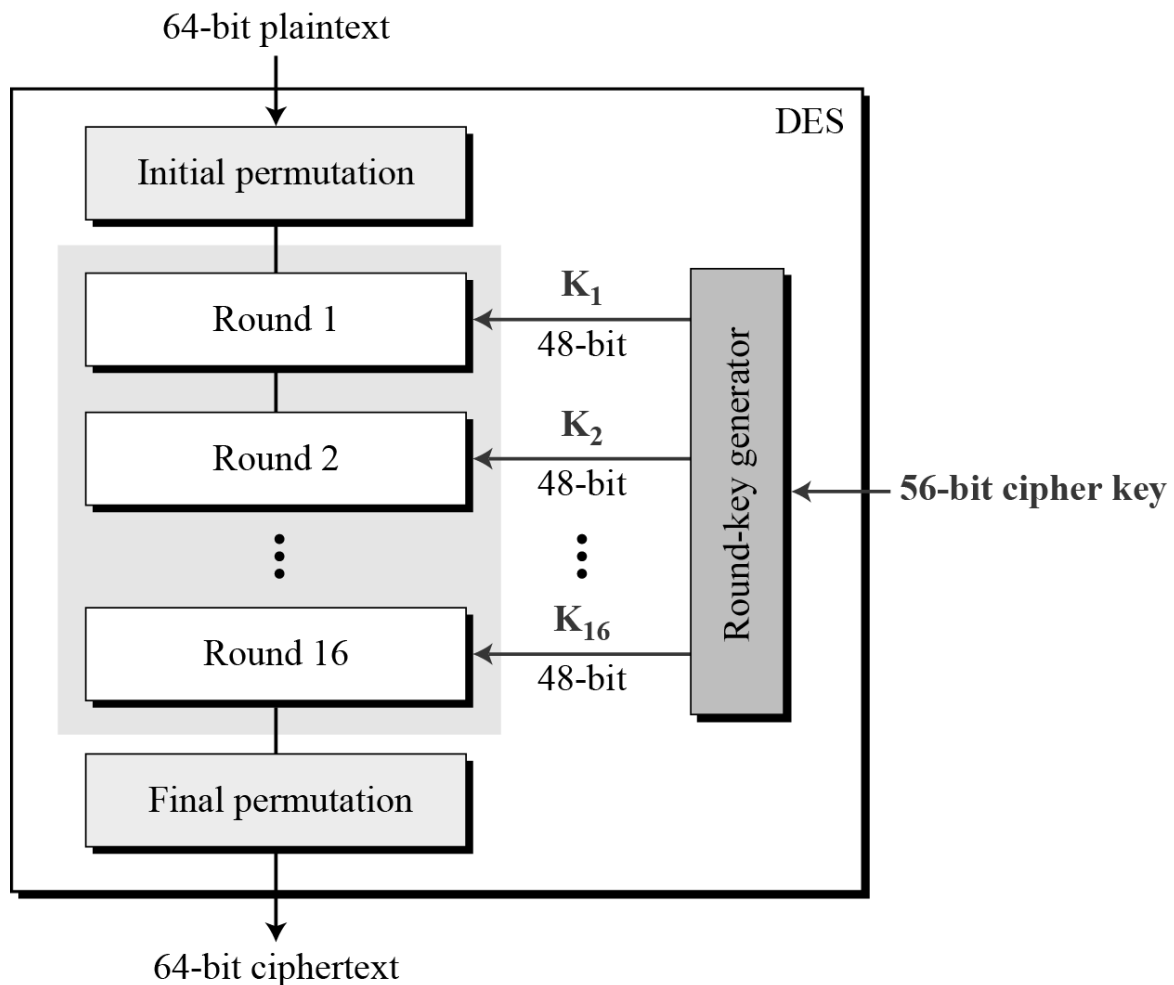 64-bit plaintext
DES
Initial permutation
Round 1
K₁
48-bit
Round 2
K₂
48-bit
Round 16
K₁₆
48-bit
Round-key generator
56-bit cipher key
Final permutation
64-bit ciphertext